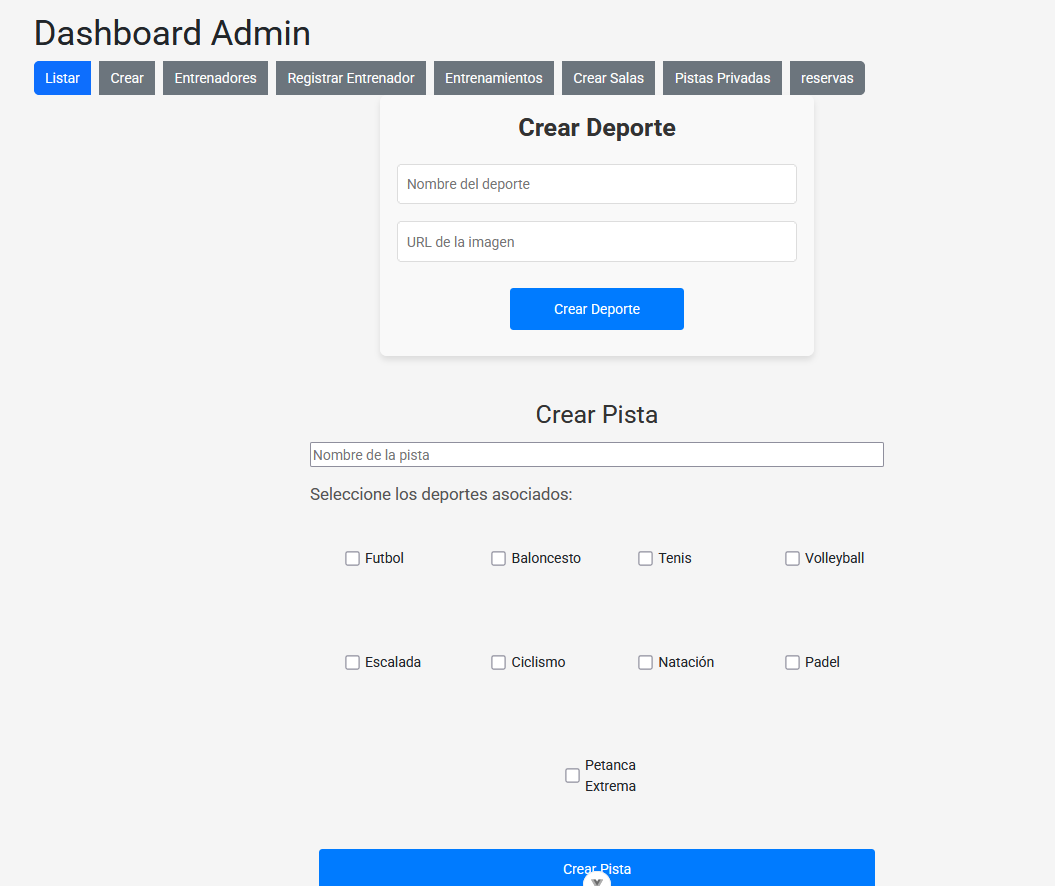 Dashboard Admin
Listar Crear Entrenadores Registrar Entrenador Entrenamientos Crear Salas Pistas Privadas reservas
Crear Deporte
Nombre del deporte
URL de la imagen
Crear Deporte
Crear Pista
Nombre de la pista
Seleccione los deportes asociados:
Futbol Baloncesto Tenis Volleyball
Escalada Ciclismo Natación Padel
Petanca
Extrema
Crear Pista